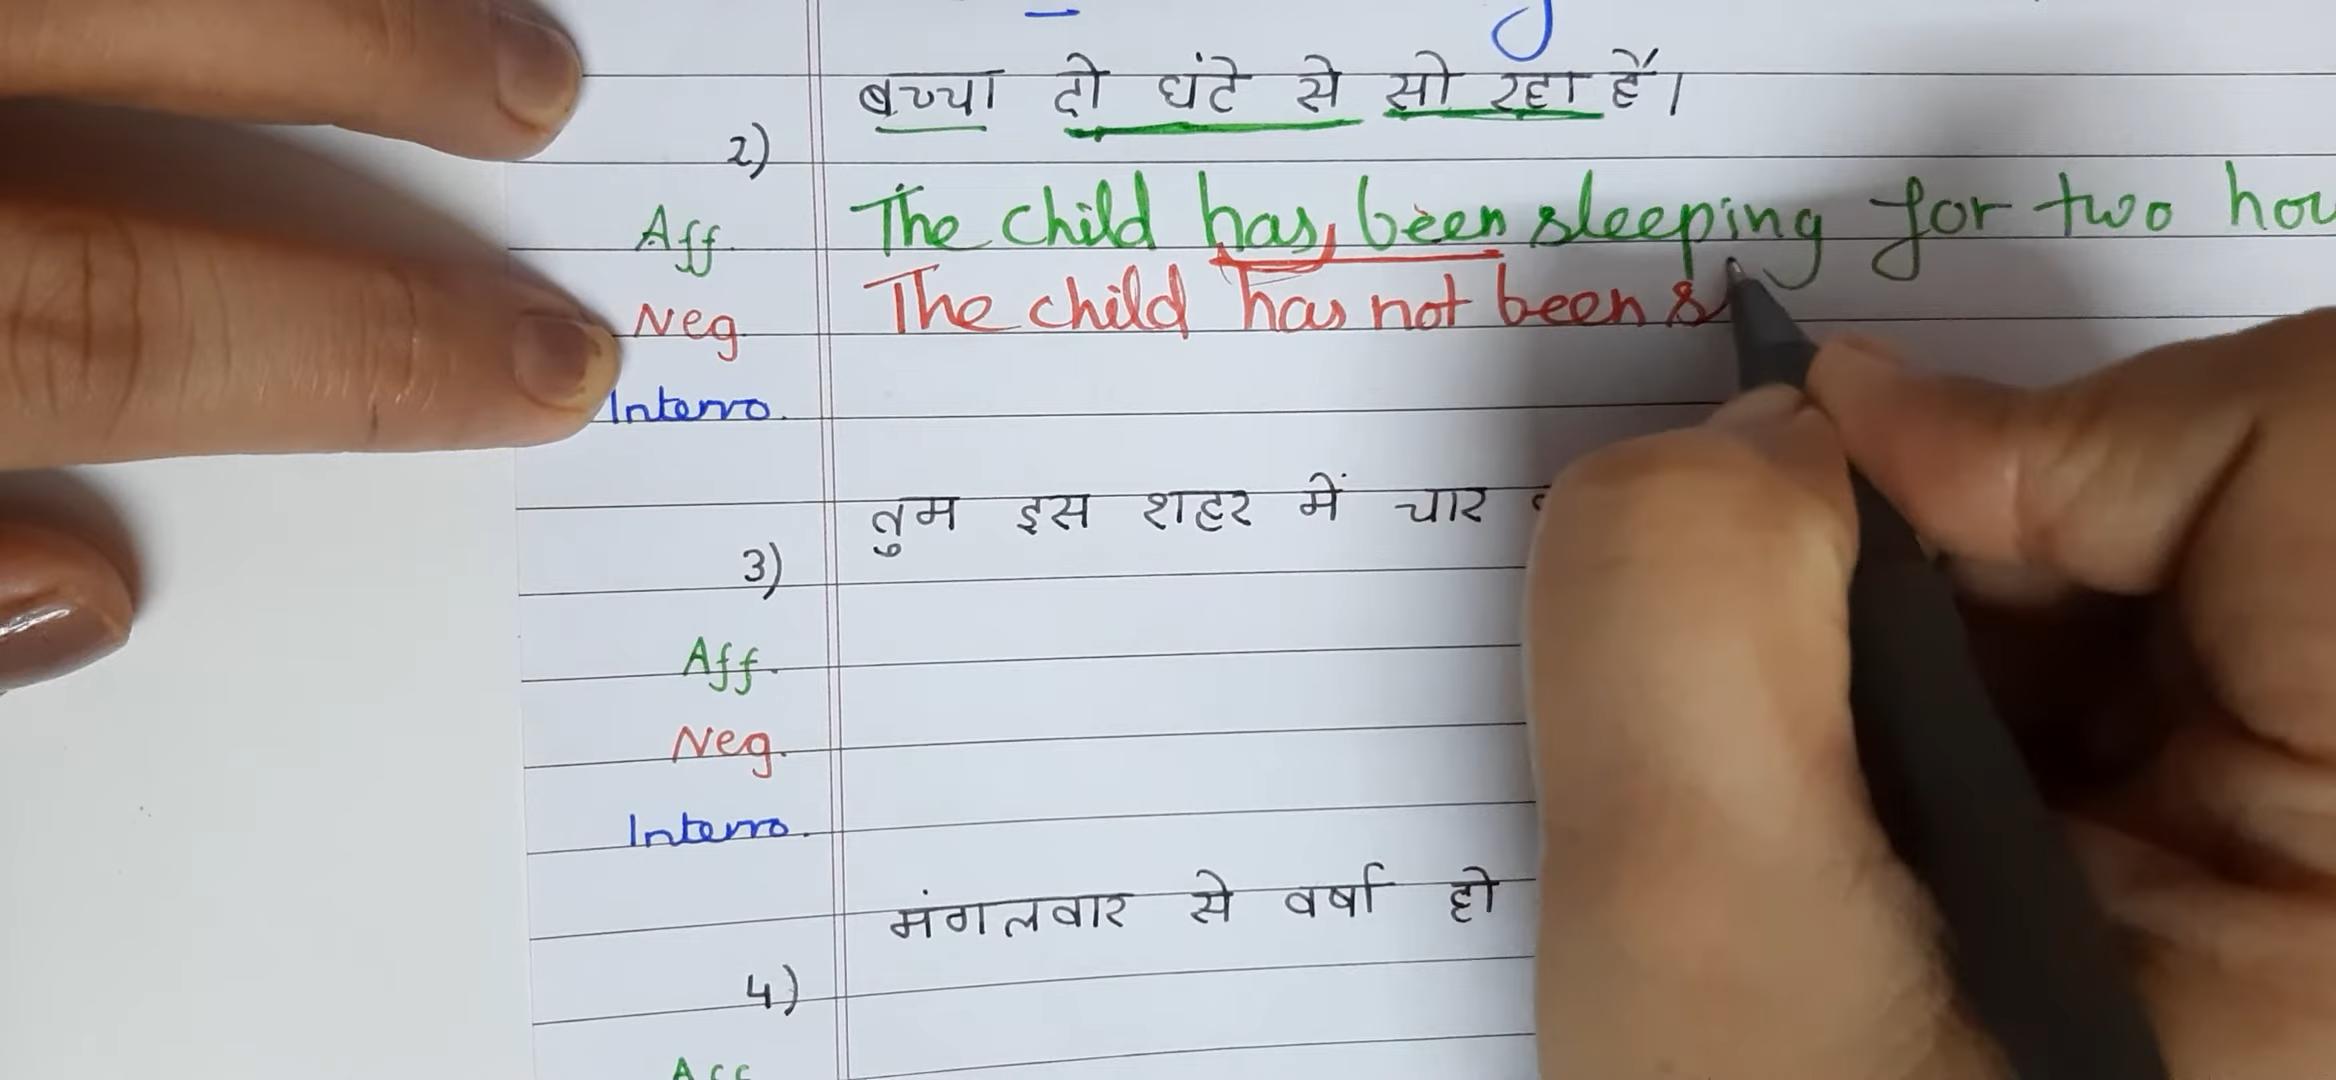 बच्चा दो घंटे से सो रहा हैं।
2)
Aff. The child has been sleeping for two
Neg. The child has not been
Interro.
तुम इस शहर में चार
3)
Aff.
Neg.
Interro.
मंगलवार से वर्षा हो
4)